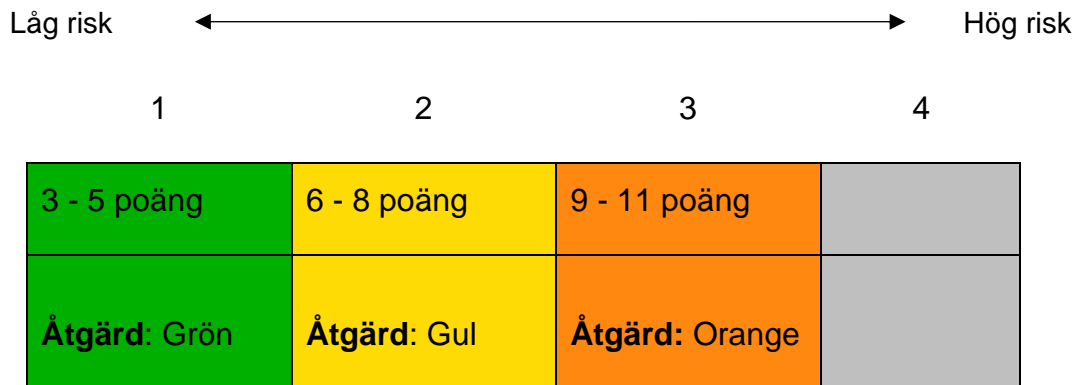 Låg risk Hög risk
1 2 3 4
3 - 5 poäng 6 - 8 poäng 9 - 11 poäng
Åtgärd: Grön Åtgärd: Gul Åtgärd: Orange